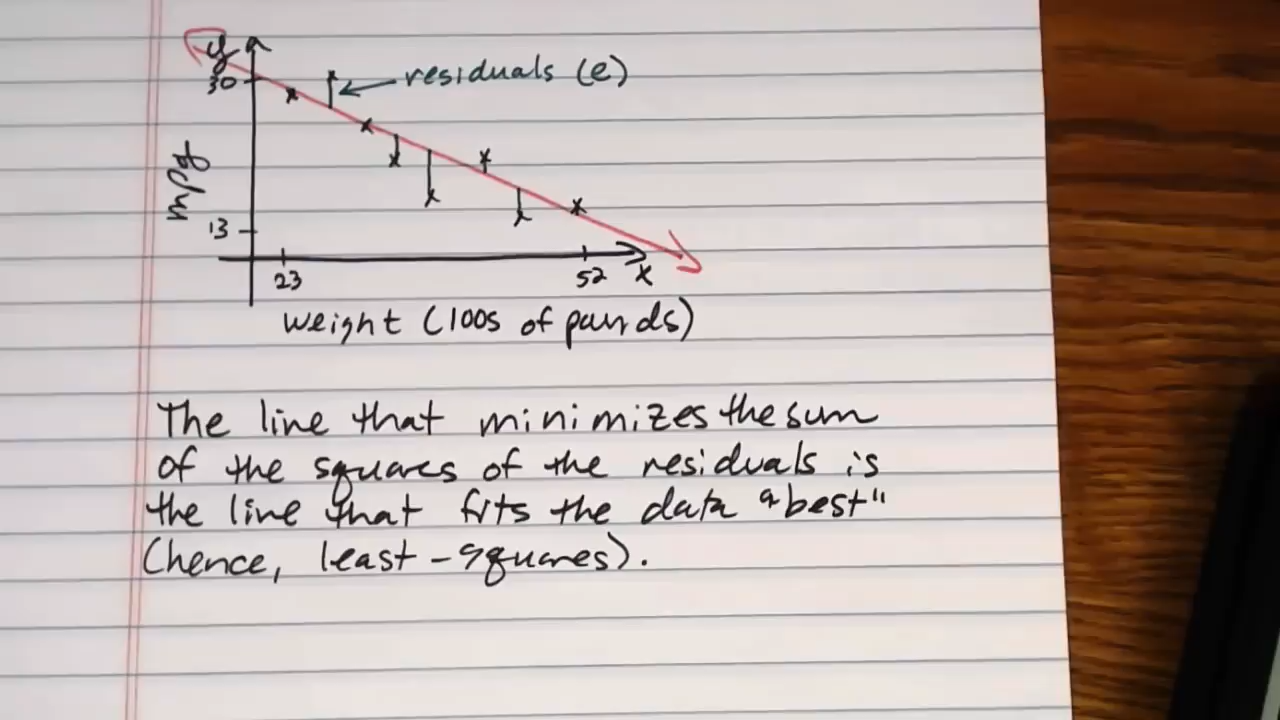 y
30
residuals (e)
mpg
13
23
52
x
weight (100s of pounds)
The line that minimizes the sum
of the squares of the residuals is
the line that fits the data "best"
(hence, least-squares).